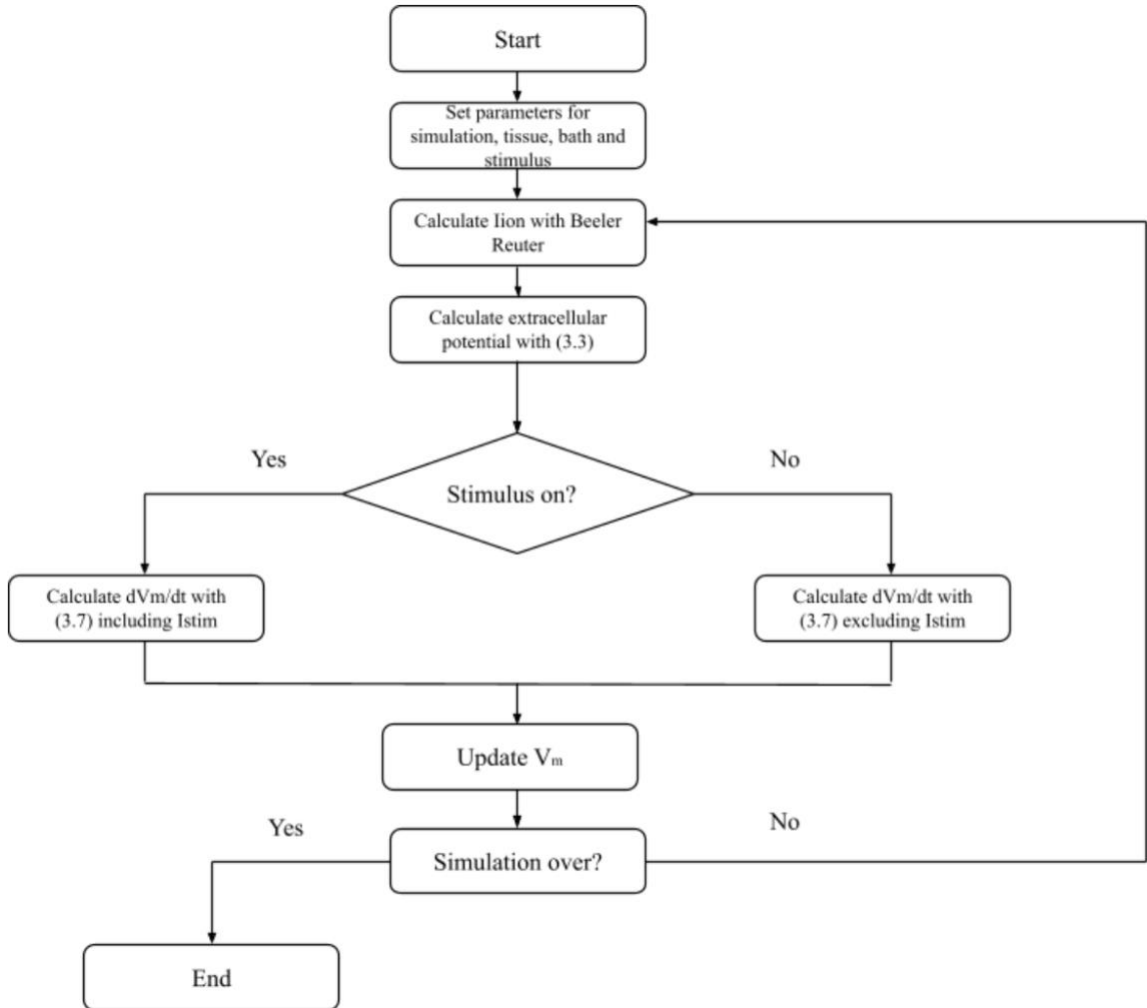 Start
Set parameters for
simulation, tissue, bath and
stimulus
Calculate Iion with Beeler
Reuter
Calculate extracellular
potential with (3.3)
Yes
No
Stimulus on?
Calculate dVm/dt with
(3.7) including Istim
Calculate dVm/dt with
(3.7) excluding Istim
Update Vm
Yes
No
Simulation over?
End